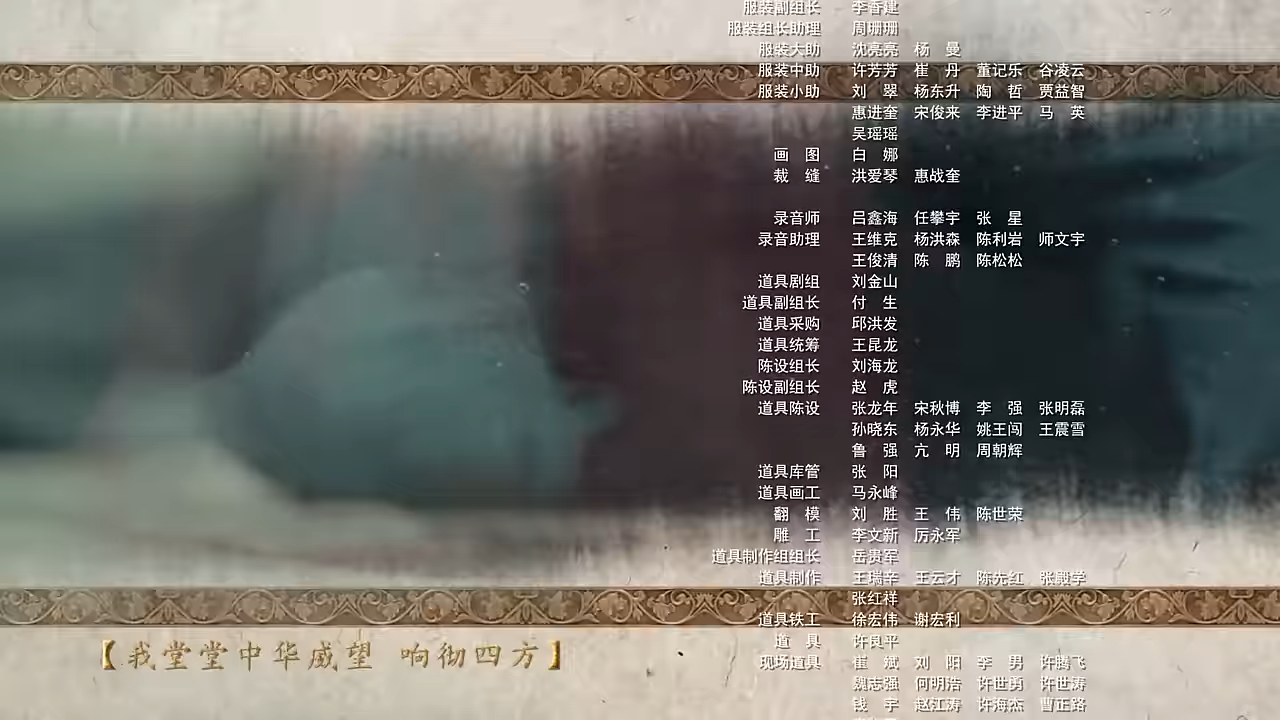 服装副组长 李香建
服装组长助理 周珊珊
服装大助 沈亮亮 杨 曼
服装中助 许芳芳 崔 丹 董记乐 谷凌云
服装小助 刘 翠 杨东升 陶 哲 贾益智
惠进奎 宋俊来 李进平 马 英
吴瑶瑶
画 图 白 娜
裁 缝 洪爱琴 惠战奎
录音师 吕鑫海 任攀宇 张 星
录音助理 王维克 杨洪森 陈利岩 师文宇
王俊清 陈 鹏 陈松松
道具剧组 刘金山
道具副组长 付 生
道具采购 邱洪发
道具统筹 王昆龙
陈设组长 刘海龙
陈设副组长 赵 虎
道具陈设 张龙年 宋秋博 李 强 张明磊
孙晓东 杨永华 姚王闯 王震雪
鲁 强 亢 明 周朝辉
道具库管 张 阳
道具画工 马永峰
翻 模 刘 胜 王 伟 陈世荣
雕 工 李文新 厉永军
道具制作组组长 岳贵军
道具制作 王瑞辛 王云才 陈先红 张殿学
张红祥
道具铁工 徐宏伟 谢宏利
道 具 许良平
现场道具 崔 斌 刘 阳 李 男 许腾飞
魏志强 何明浩 许世勇 许世涛
钱 宇 赵江涛 许海杰 曹正路
【我堂堂中华威望 响彻四方】